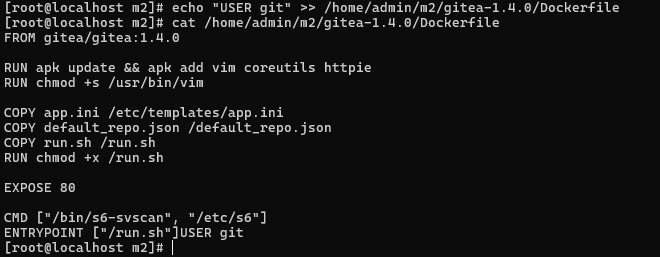 [root@localhost m2]# echo "USER git" >> /home/admin/m2/gitea-1.4.0/Dockerfile
[root@localhost m2]# cat /home/admin/m2/gitea-1.4.0/Dockerfile
FROM gitea/gitea:1.4.0

RUN apk update && apk add vim coreutils httpie
RUN chmod +s /usr/bin/vim

COPY app.ini /etc/templates/app.ini
COPY default_repo.json /default_repo.json
COPY run.sh /run.sh
RUN chmod +x /run.sh

EXPOSE 80

CMD ["/bin/s6-svscan", "/etc/s6"]
ENTRYPOINT ["/run.sh"]USER git
[root@localhost m2]#